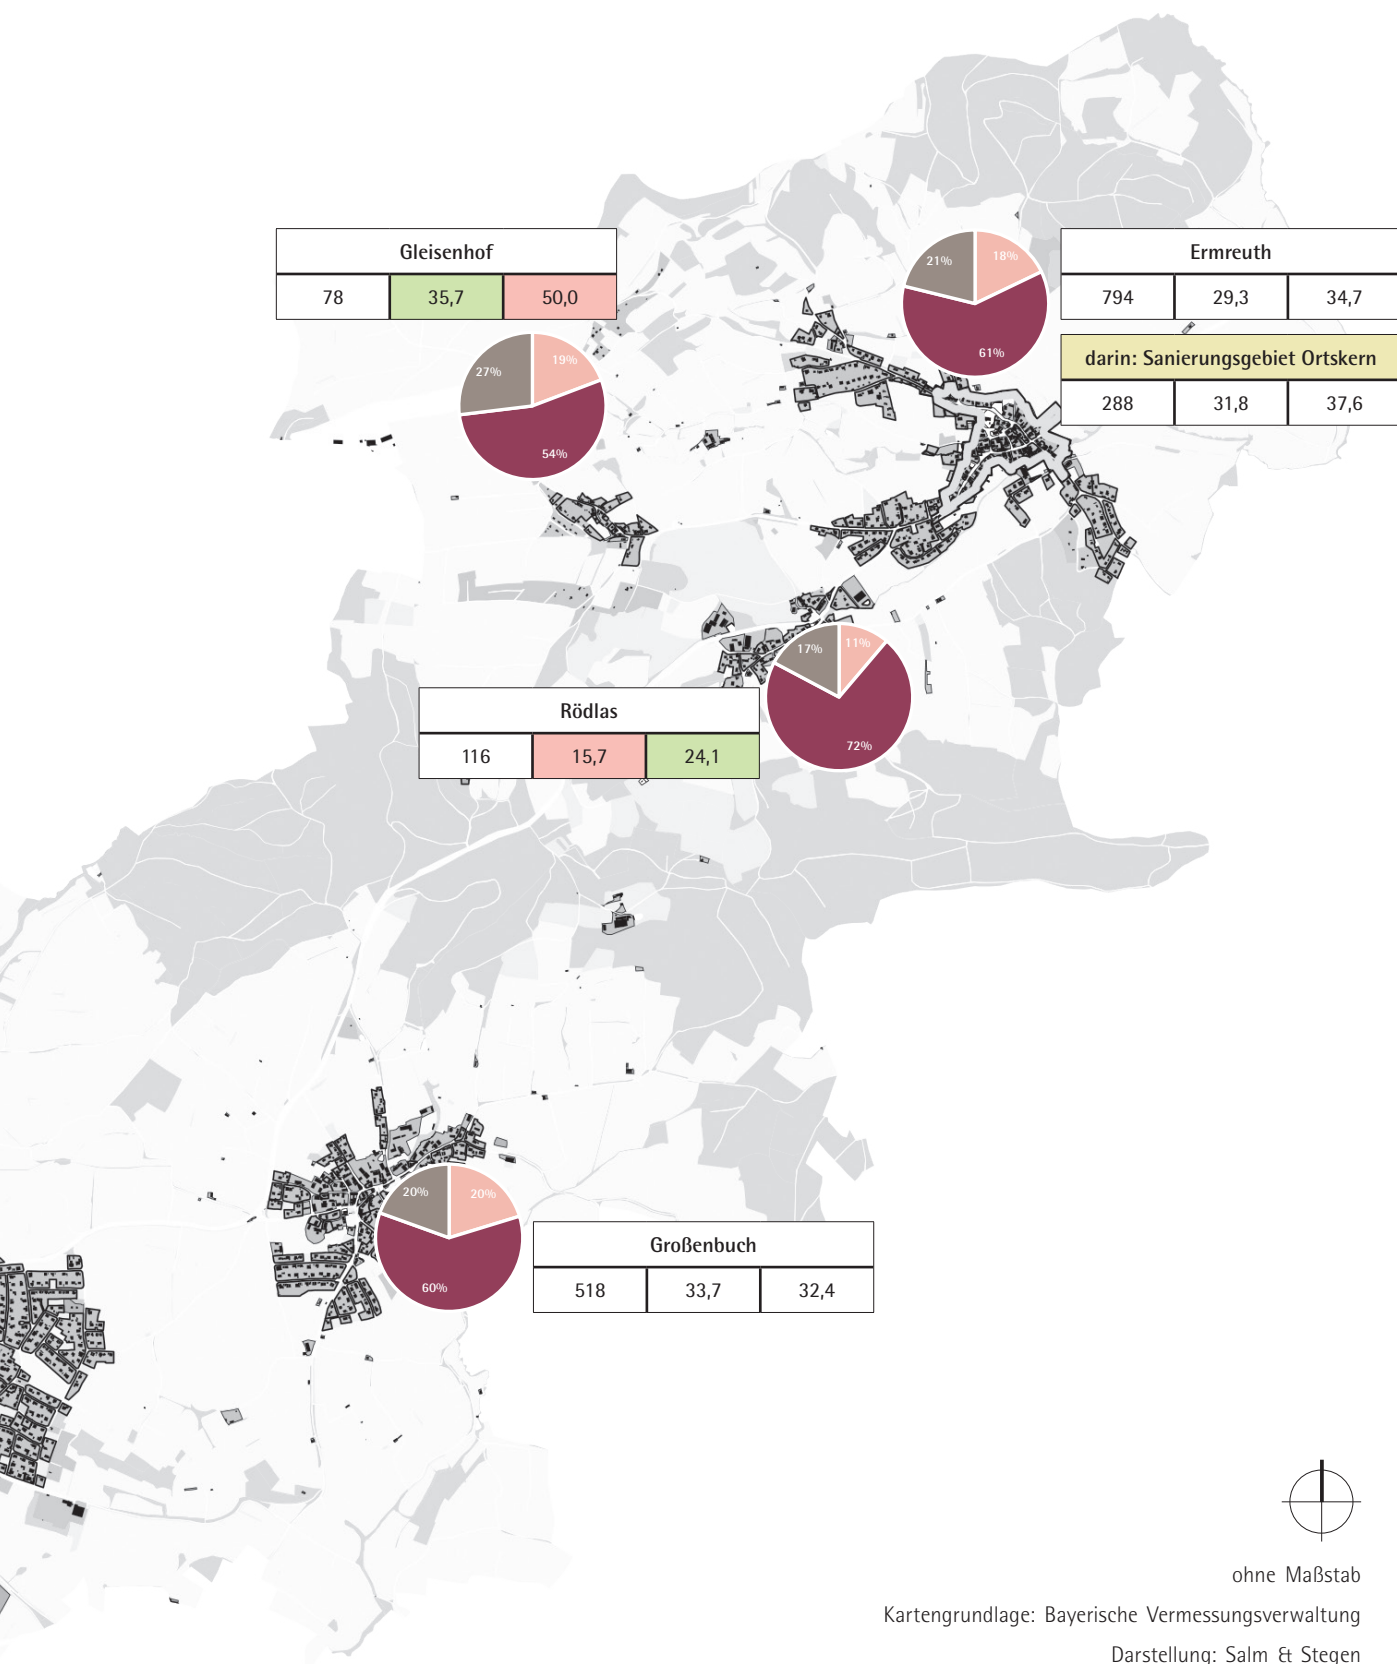 Gleisenhof
78 35,7 50,0
21% 18%
61%
Ermreuth
794 29,3 34,7
darin: Sanierungsgebiet Ortskern
288 31,8 37,6
27% 19%
54%
17% 11%
72%
Rödlas
116 15,7 24,1
20% 20%
60%
Großenbuch
518 33,7 32,4
ohne Maßstab
Kartengrundlage: Bayerische Vermessungsverwaltung
Darstellung: Salm & Stegen